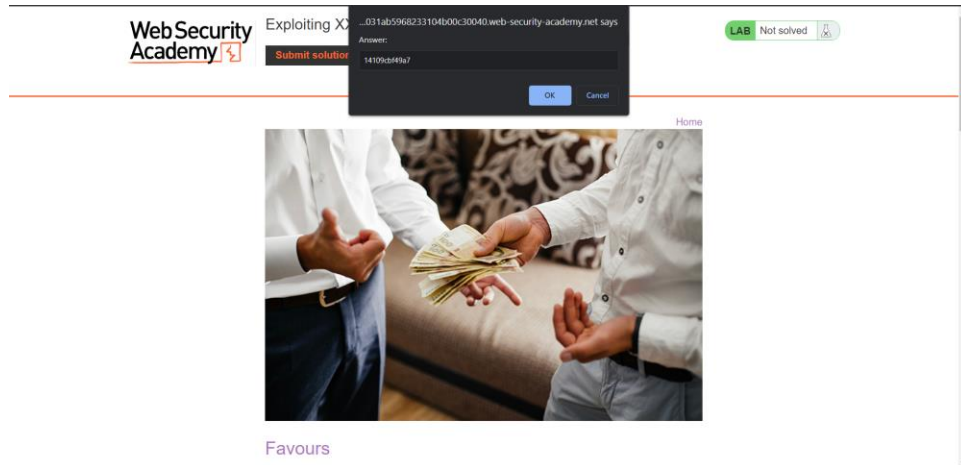 Web Security
Academy
Exploiting XX
Submit solution
...031ab5968233104b00c30040.web-security-academy.net says
Answer:
14109cbf49a7
OK
Cancel
LAB
Not solved
Home
Favours